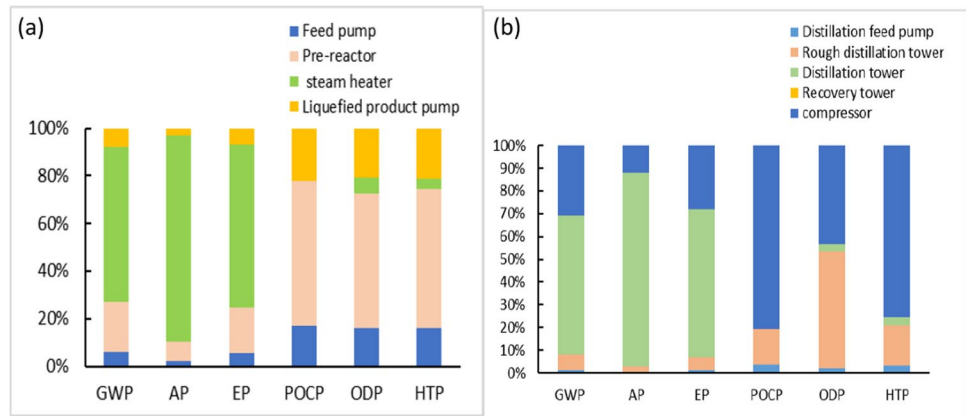 (a)
Feed pump
Pre-reactor
steam heater
Liquefied product pump
100%
80%
60%
40%
20%
0%
GWP AP EP POCP ODP HTP
(b)
Distillation feed pump
Rough distillation tower
Distillation tower
Recovery tower
compressor
100%
90%
80%
70%
60%
50%
40%
30%
20%
10%
0%
GWP AP EP POCP ODP HTP